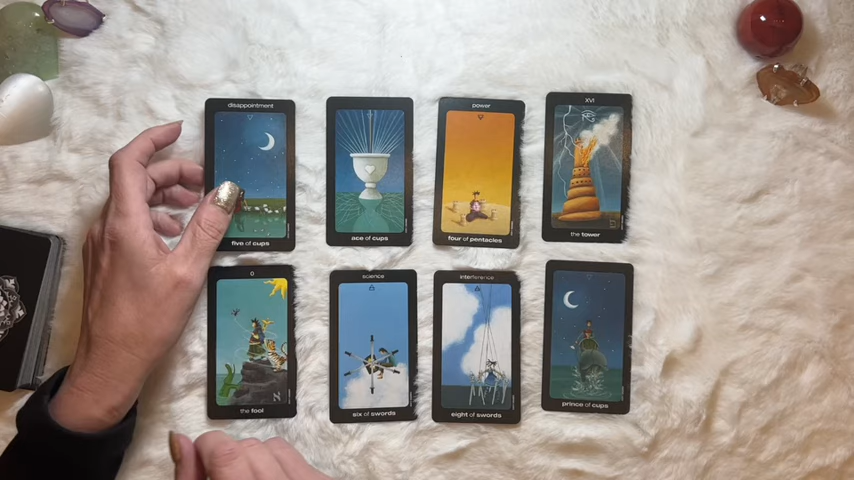 disappointment
five of cups
ace of cups
power
four of pentacles
XVI
the tower
0
the fool
science
six of swords
interference
eight of swords
prince of cups